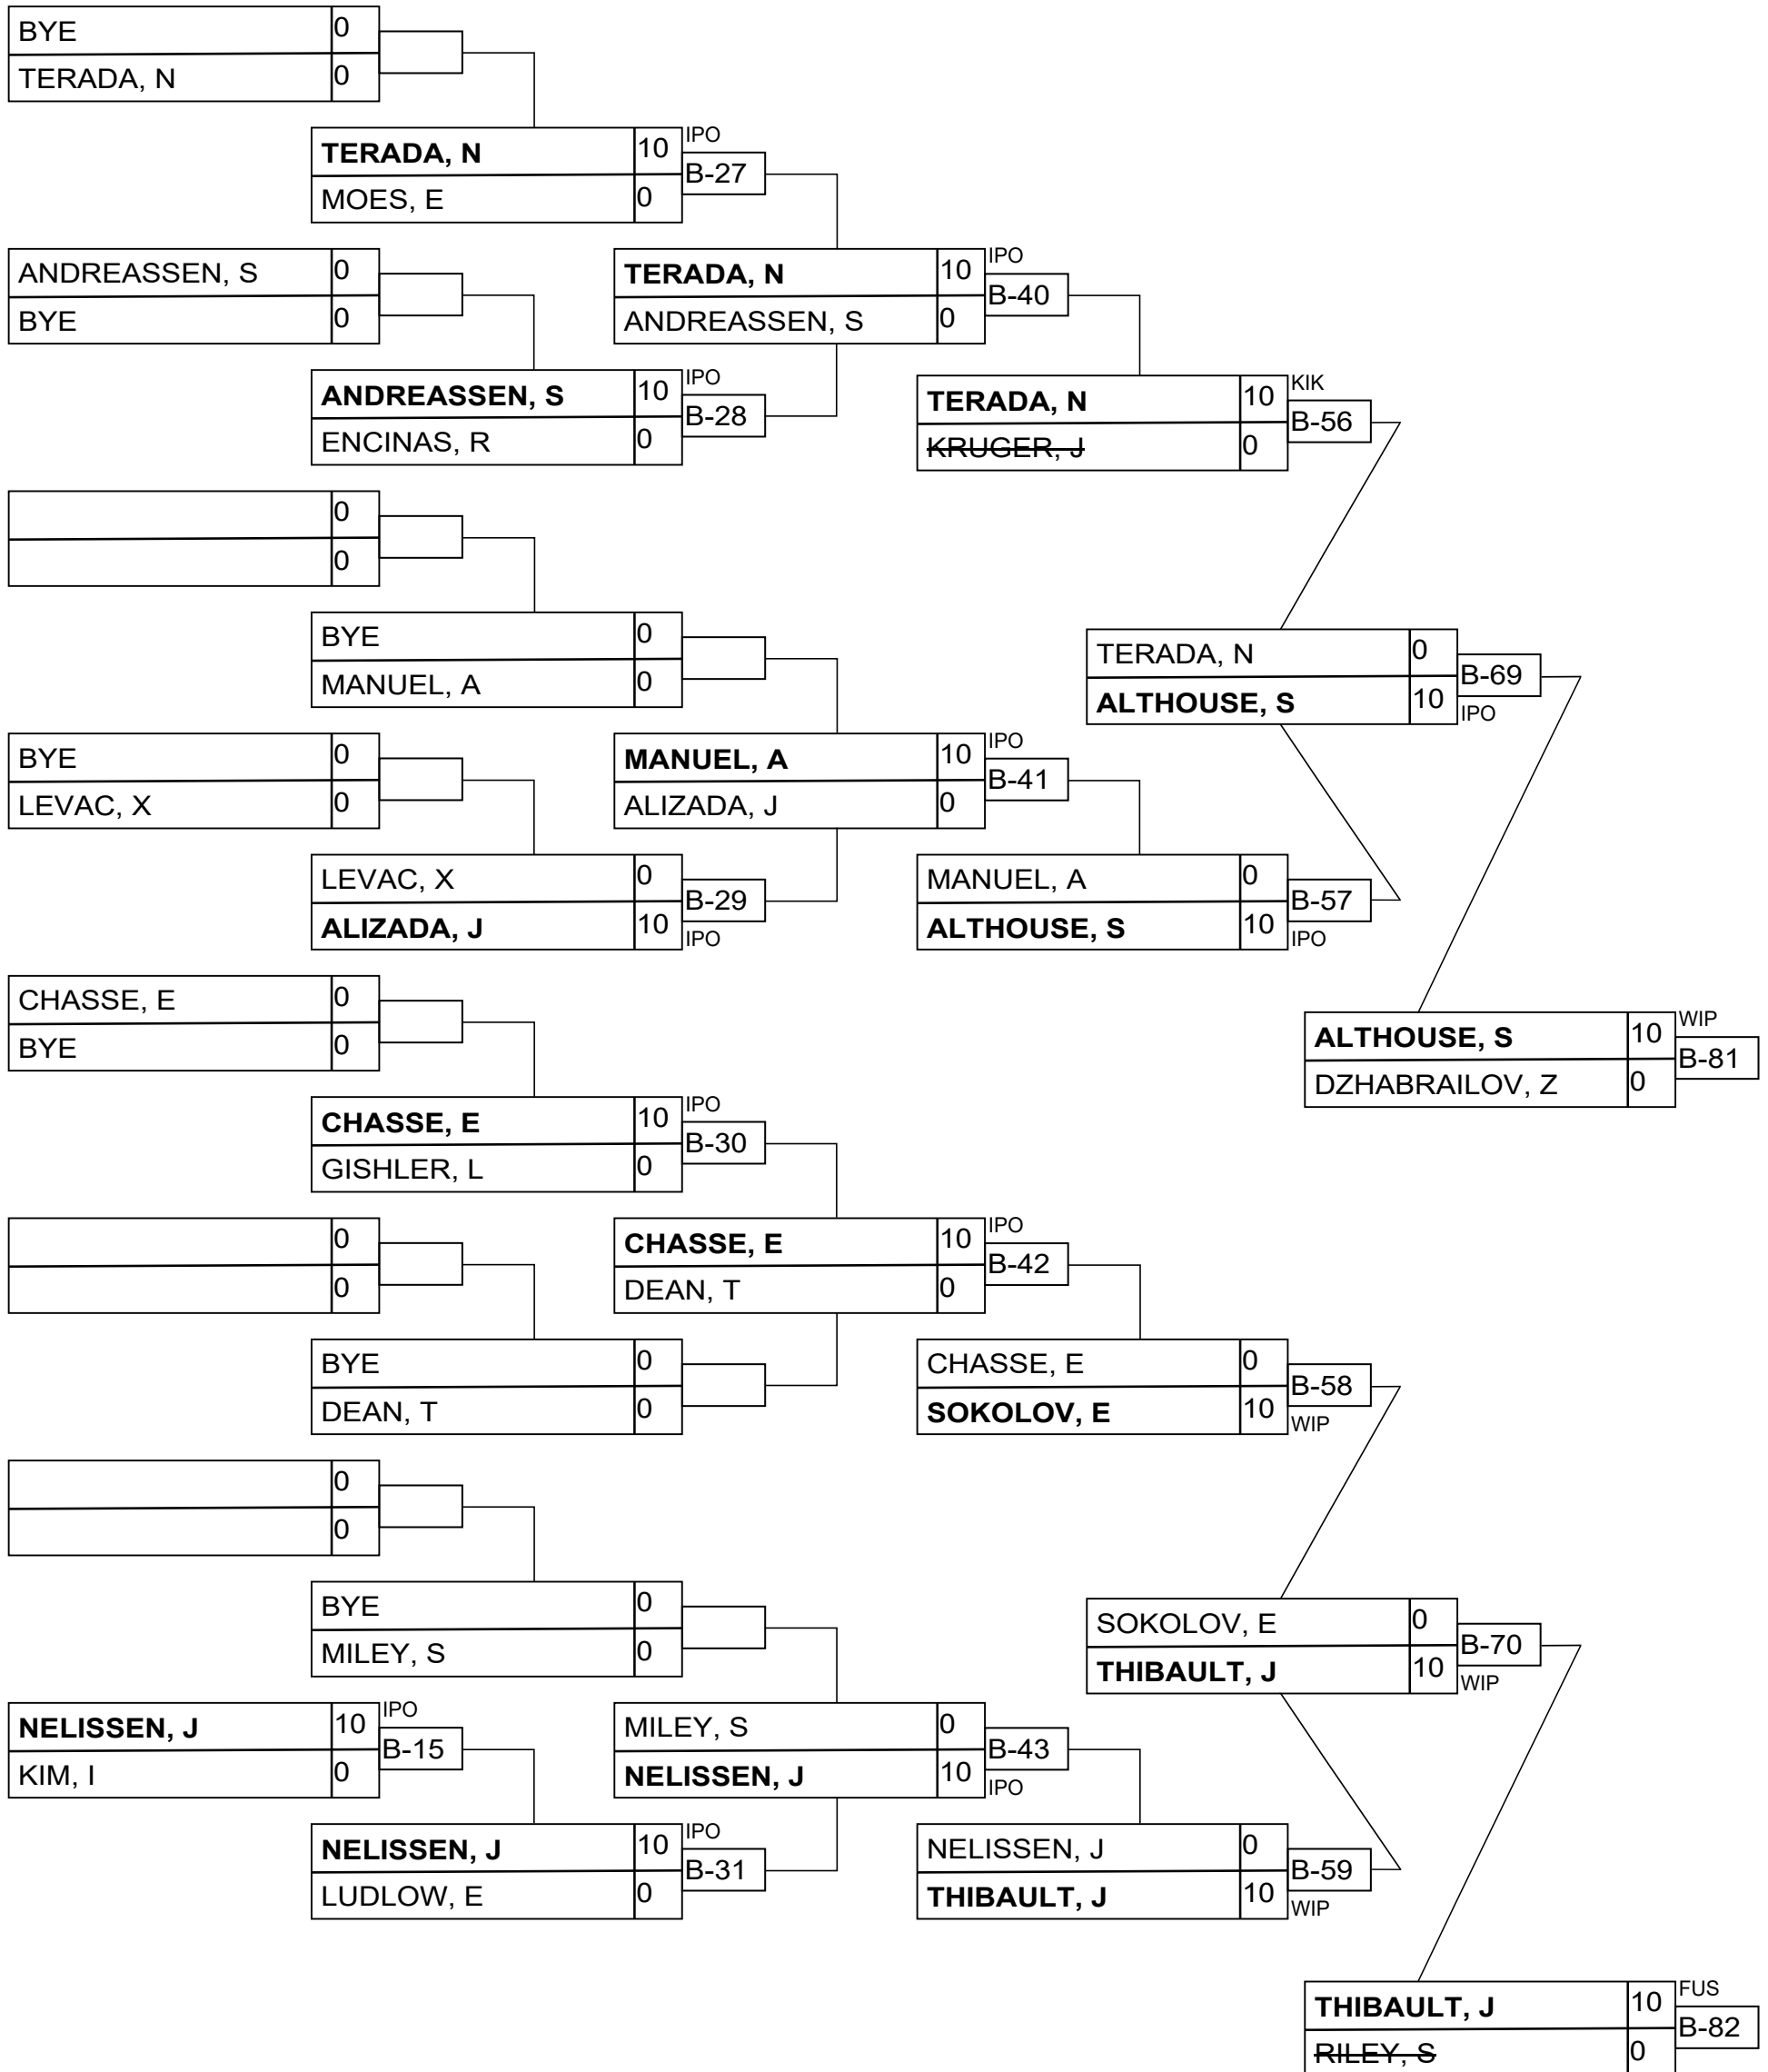 BYE 0
TERADA, N 0
TERADA, N 10 IPO
B-27
MOES, E 0
ANDREASSEN, S 0
BYE 0
TERADA, N 10 IPO
B-40
ANDREASSEN, S 0
ANDREASSEN, S 10 IPO
B-28
ENCINAS, R 0
TERADA, N 10 KIK
B-56
KRUGER, J 0
0
0
BYE 0
MANUEL, A 0
TERADA, N 0
B-69
ALTHOUSE, S 10 IPO
BYE 0
LEVAC, X 0
MANUEL, A 10 IPO
B-41
ALIZADA, J 0
LEVAC, X 0
B-29
ALIZADA, J 10 IPO
MANUEL, A 0
B-57
ALTHOUSE, S 10 IPO
CHASSE, E 0
BYE 0
ALTHOUSE, S 10 WIP
B-81
DZHABRAILOV, Z 0
CHASSE, E 10 IPO
B-30
GISHLER, L 0
0
0
CHASSE, E 10 IPO
B-42
DEAN, T 0
BYE 0
DEAN, T 0
CHASSE, E 0
B-58
SOKOLOV, E 10 WIP
0
0
BYE 0
MILEY, S 0
SOKOLOV, E 0
B-70
THIBAULT, J 10 WIP
NELISSEN, J 10 IPO
B-15
KIM, I 0
MILEY, S 0
B-43
NELISSEN, J 10 IPO
NELISSEN, J 10 IPO
B-31
LUDLOW, E 0
NELISSEN, J 0
B-59
THIBAULT, J 10 WIP
THIBAULT, J 10 FUS
B-82
RILEY, S 0